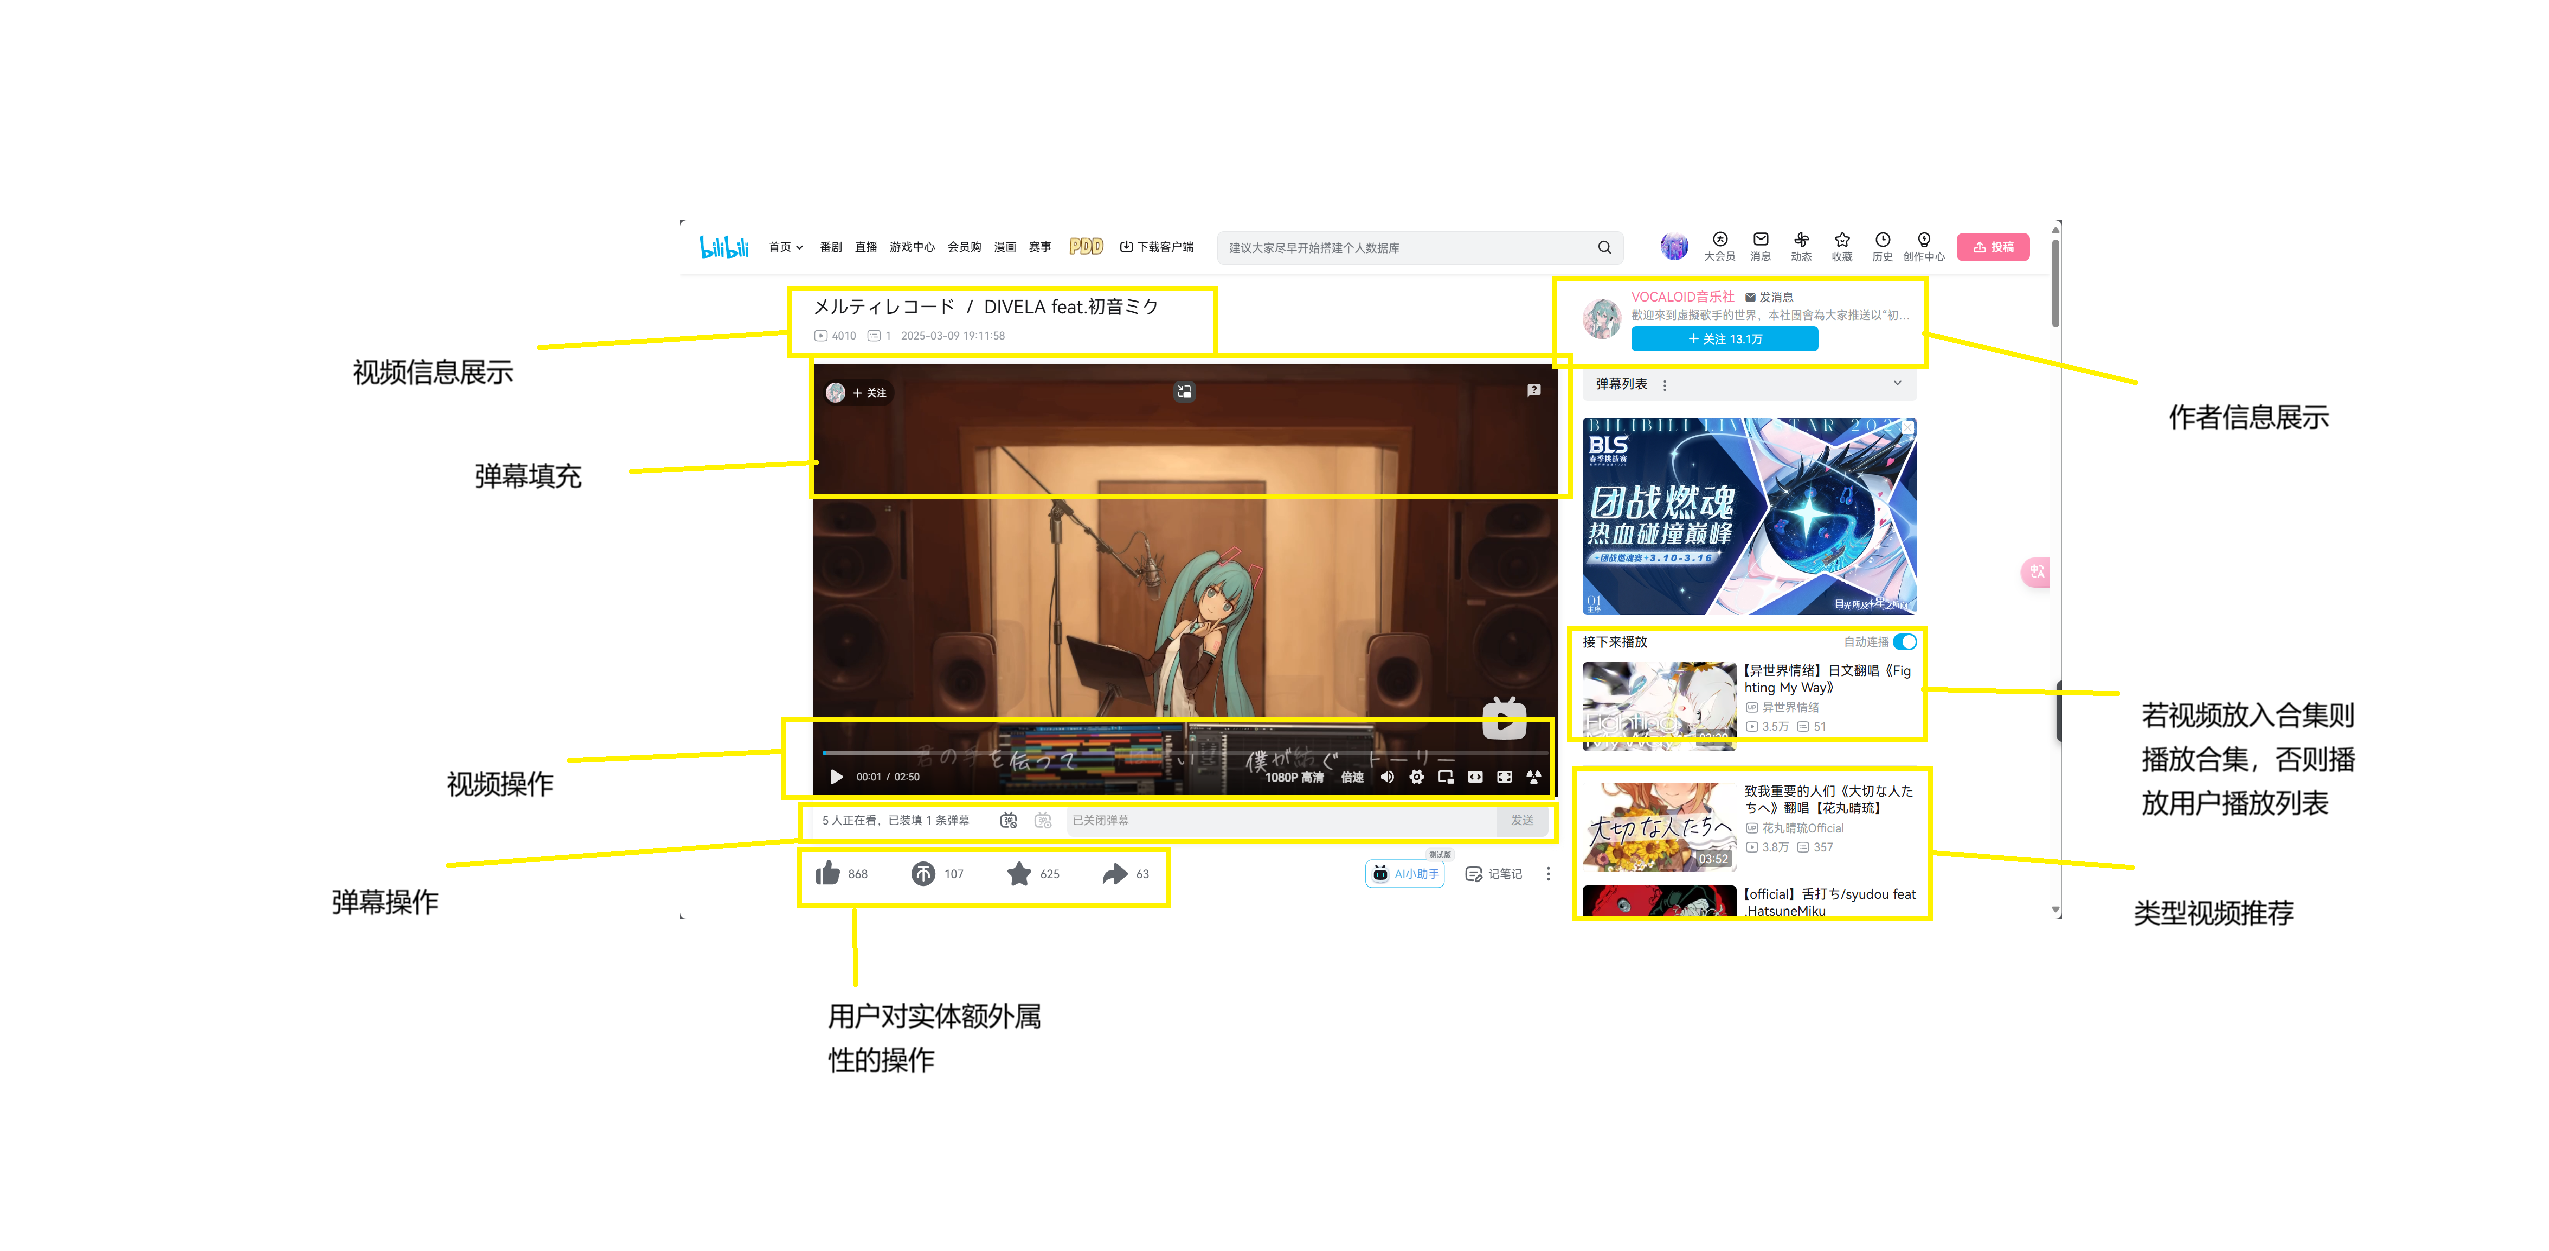 bilibili
首页
番剧
直播
游戏中心
会员购
漫画
赛事
PDD
下载客户端
建议大家尽早开始搭建个人数据库
大会员
消息
动态
收藏
历史
创作中心
投稿
メルティレコード / DIVELA feat.初音ミク
4010 1 2025-03-09 19:11:58
视频信息展示
弹幕填充
视频操作
弹幕操作
+ 关注
君の手を伝って
僕が紡ぐ ストーリー
00:01 / 02:50
1080P 高清
倍速
5 人正在看，已装填 1 条弹幕
已关闭弹幕
发送
868
107
625
63
测试版
AI小助手
记笔记
用户对实体额外属
性的操作
VOCALOID音乐社
发消息
歡迎來到虛擬歌手的世界，本社團會為大家推送以“初...
+ 关注 13.1万
作者信息展示
弹幕列表
BLS
春季挑战赛
团战燃魂
热血碰撞巅峰
团战燃魂赛 3.10-3.16
接下来播放
自动连播
【异世界情绪】日文翻唱《Fig
hting My Way》
异世界情绪
3.5万 51
Fighting
若视频放入合集则
播放合集，否则播
放用户播放列表
致我重要的人们《大切な人た
ちへ》翻唱【花丸晴琉】
花丸晴琉Official
3.8万 357
大切な人たちへ
03:52
【official】舌打ち/syudou feat
.HatsuneMiku
类型视频推荐